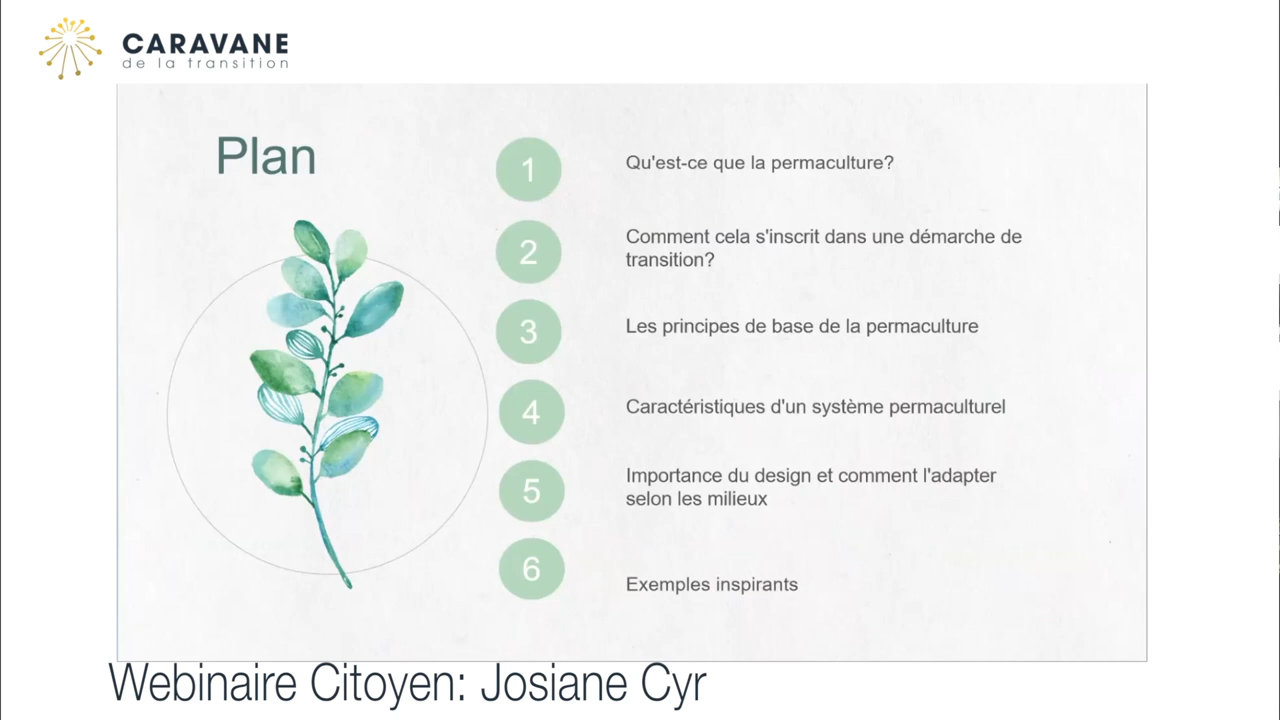 CARAVANE
de la transition
Plan
1
Qu'est-ce que la permaculture?
2
Comment cela s'inscrit dans une démarche de
transition?
3
Les principes de base de la permaculture
4
Caractéristiques d'un système permaculturel
5
Importance du design et comment l'adapter
selon les milieux
6
Exemples inspirants
Webinaire Citoyen: Josiane Cyr